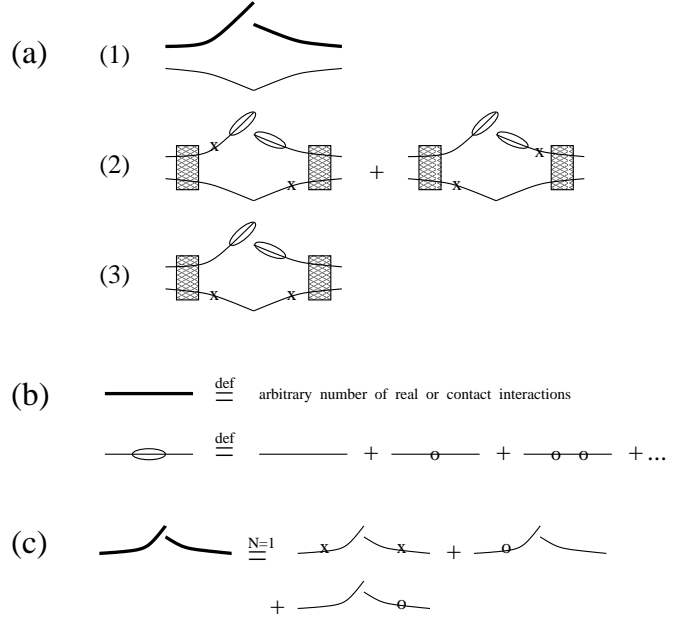 (a) (1)
x x
(2) x + x
x x
(3)
x x
(b) def = arbitrary number of real or contact interactions
def = + o + o o + ...
(c) N=1 = x x + o
+ o